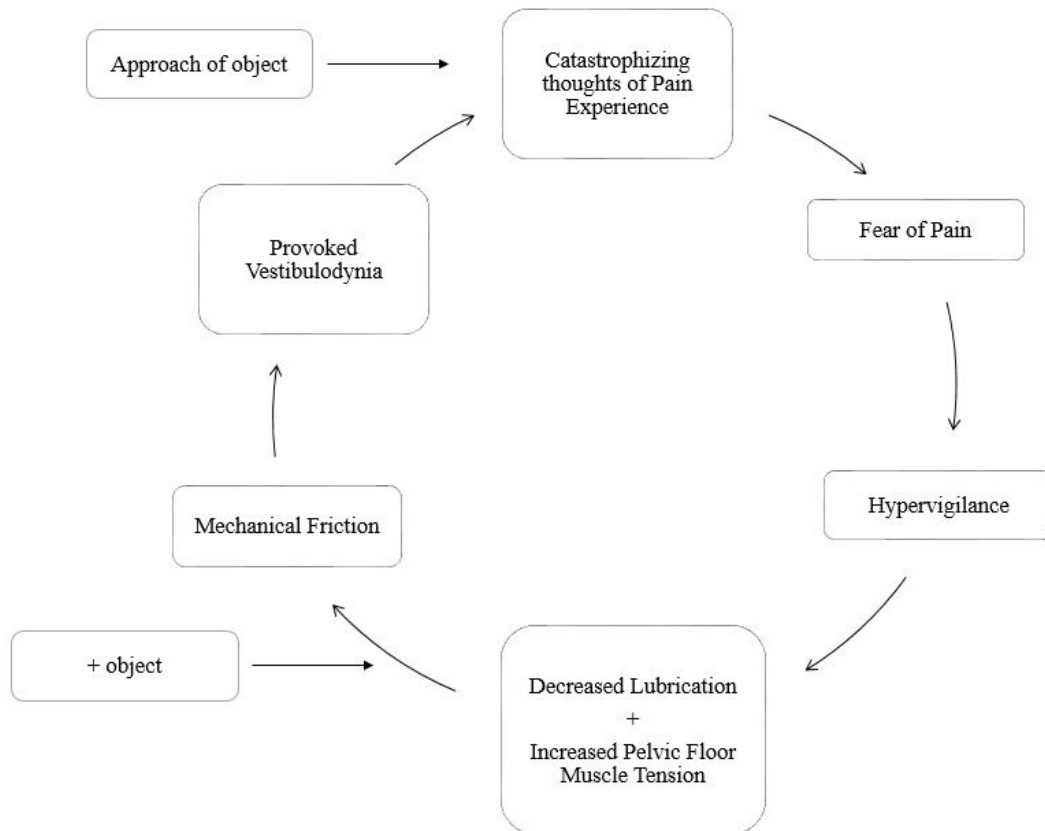 Approach of object
Catastrophizing
thoughts of Pain
Experience
Fear of Pain
Hypervigilance
Decreased Lubrication
+
Increased Pelvic Floor
Muscle Tension
+ object
Mechanical Friction
Provoked
Vestibulodynia